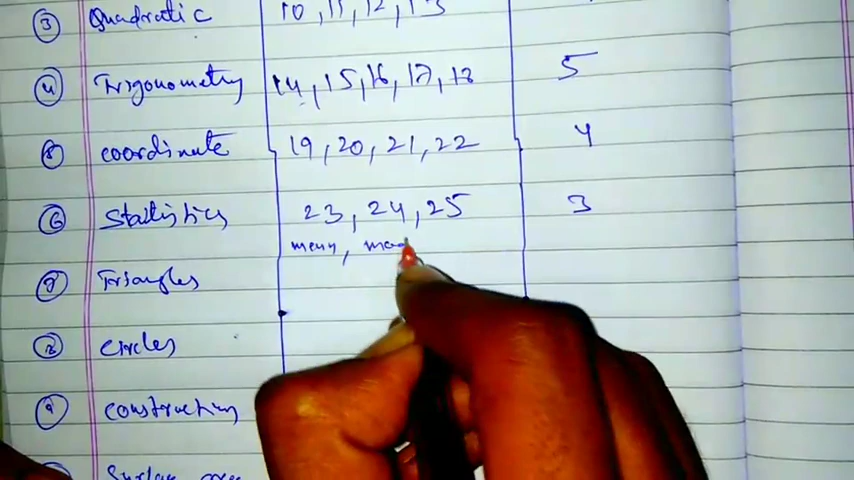 3 Quadratic 10, 11, 12, 13
4 Trigonometry 14, 15, 16, 17, 18 5
5 coordinate 19, 20, 21, 22 4
6 Statistics 23, 24, 25 3
mean,
7 Triangles
8 circles
9 construction
Surface